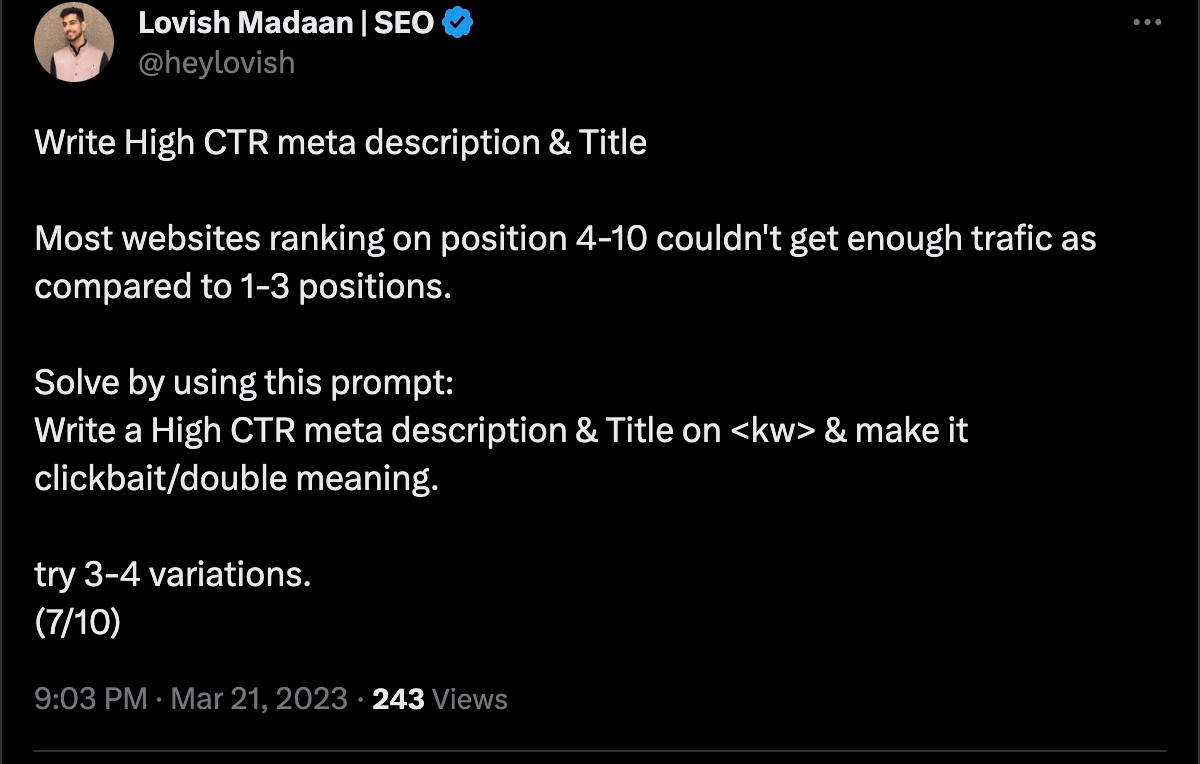 Lovish Madaan | SEO
@heylovish
Write High CTR meta description & Title
Most websites ranking on position 4-10 couldn't get enough trafic as
compared to 1-3 positions.
Solve by using this prompt:
Write a High CTR meta description & Title on <kw> & make it
clickbait/double meaning.
try 3-4 variations.
(7/10)
9:03 PM · Mar 21, 2023 · 243 Views